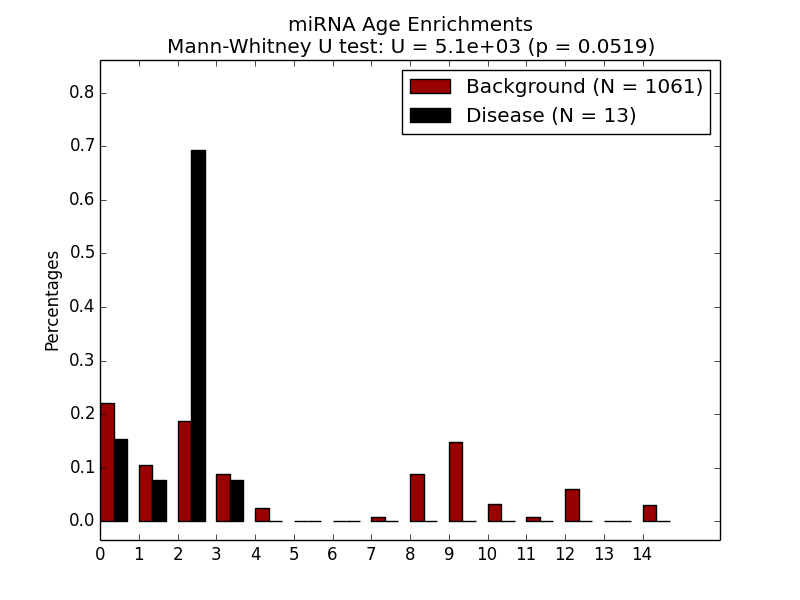 miRNA Age Enrichments
Mann-Whitney U test: U = 5.1e+03 (p = 0.0519)
Background (N = 1061)
Disease (N = 13)
Percentages
0.8
0.7
0.6
0.5
0.4
0.3
0.2
0.1
0.0
0 1 2 3 4 5 6 7 8 9 10 11 12 13 14